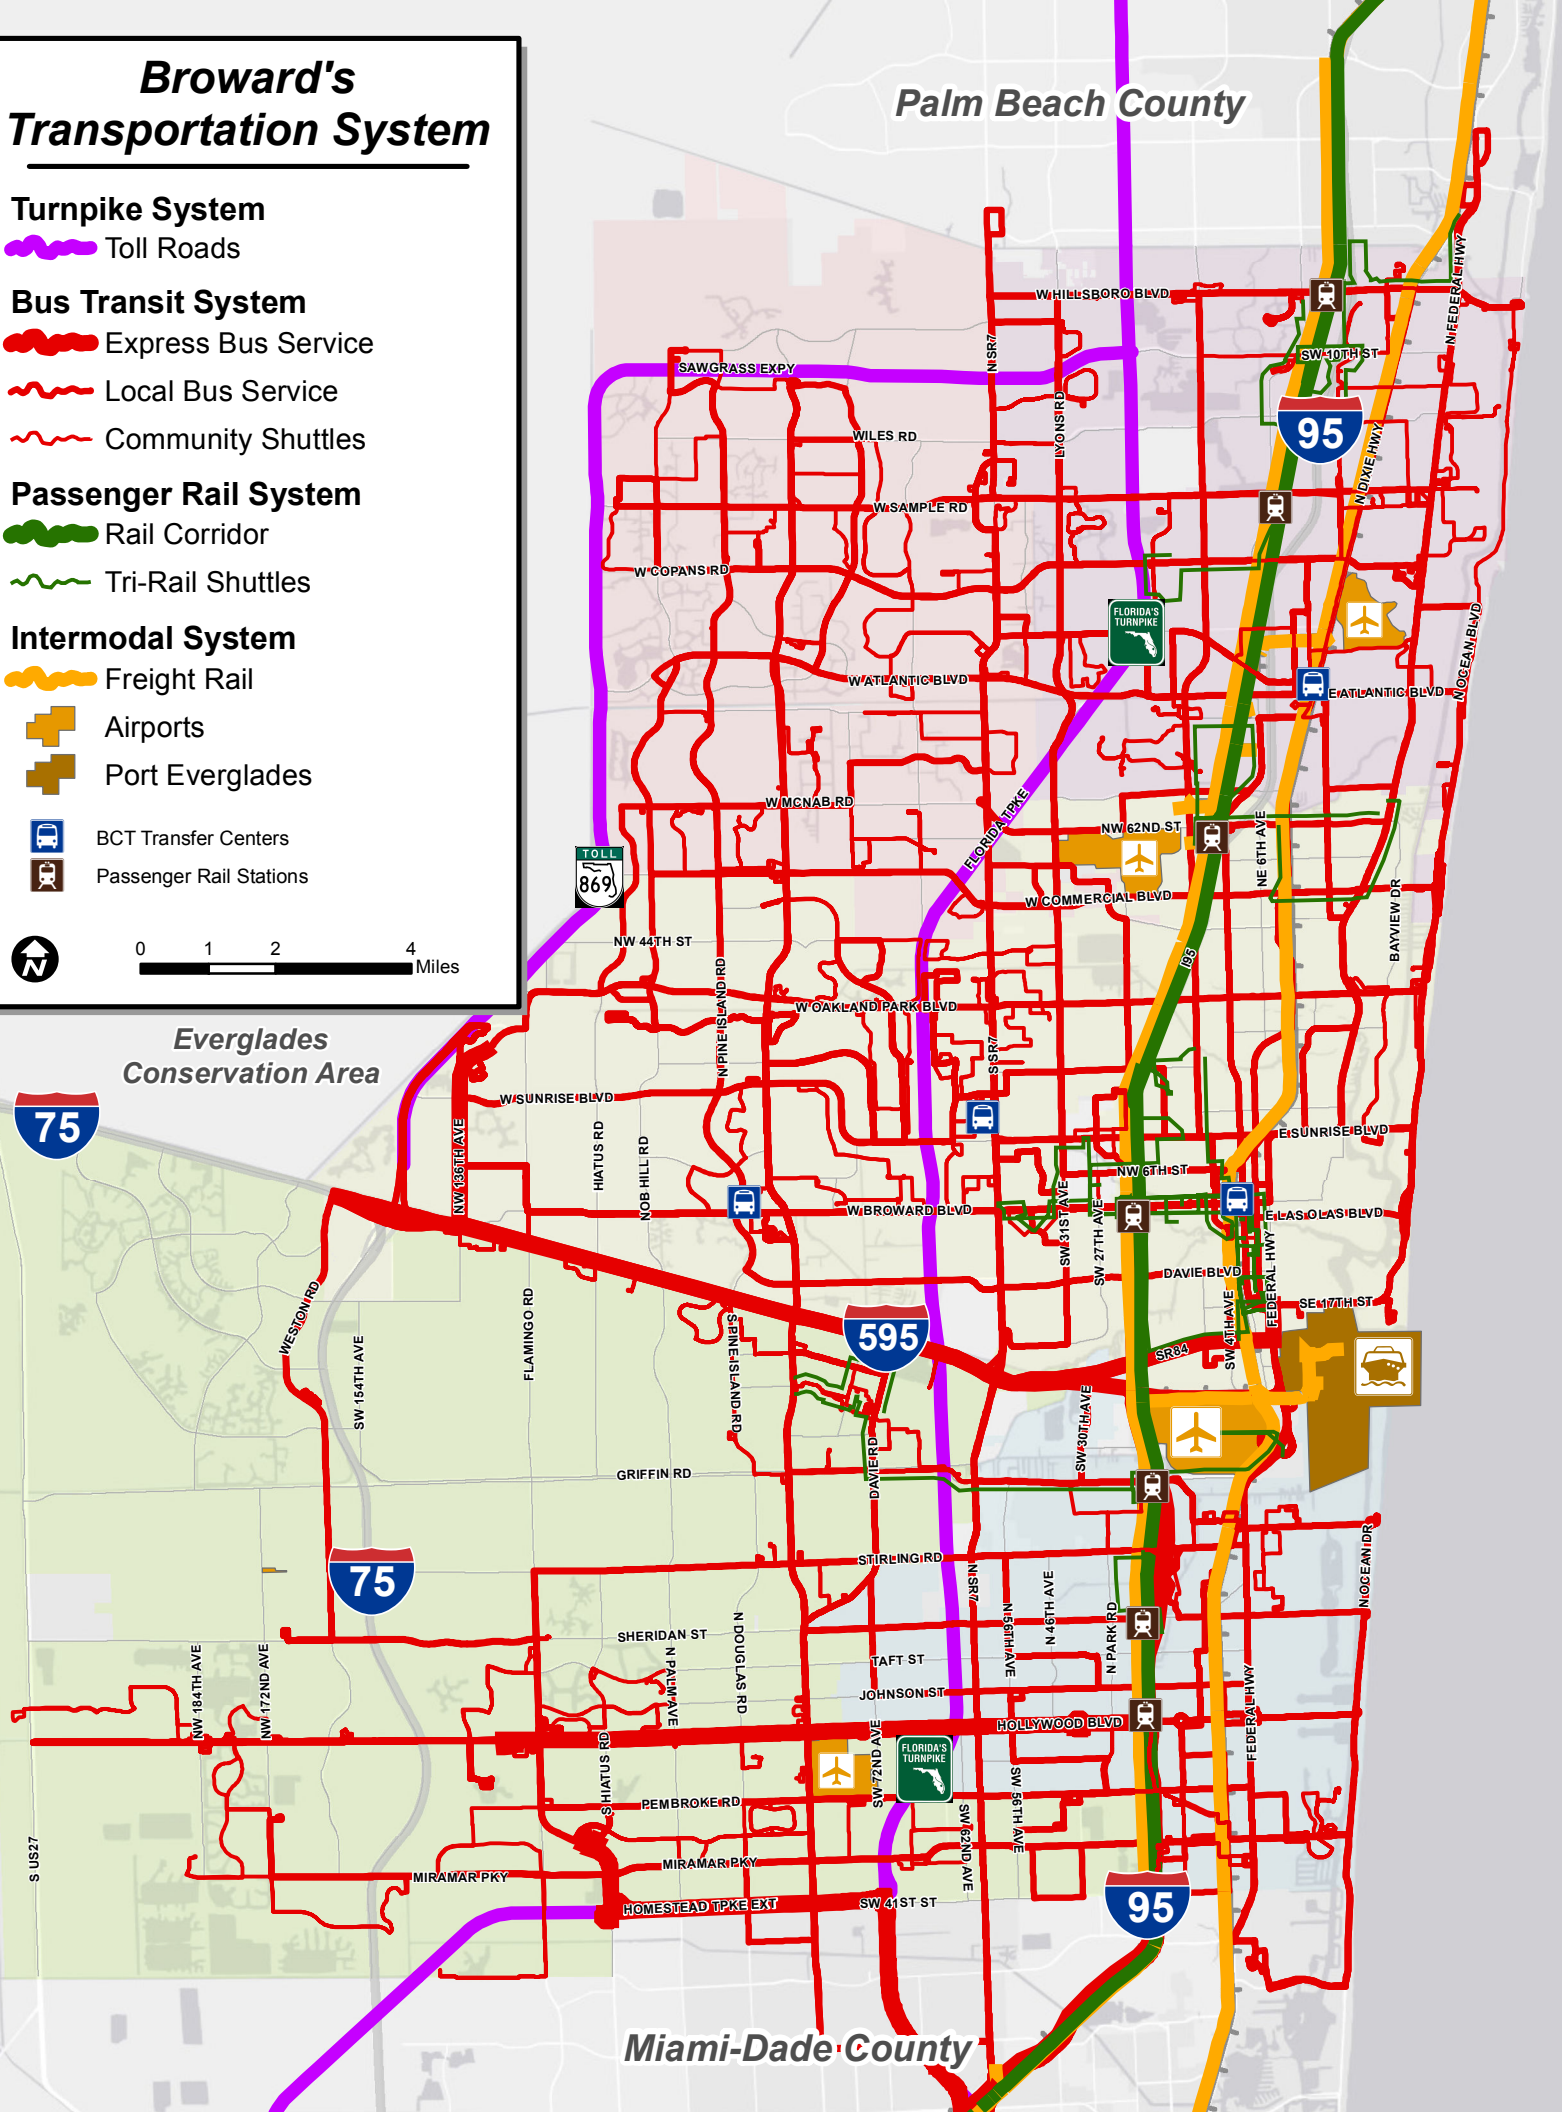 Broward's
Transportation System
Turnpike System
Toll Roads
Bus Transit System
Express Bus Service
Local Bus Service
Community Shuttles
Passenger Rail System
Rail Corridor
Tri-Rail Shuttles
Intermodal System
Freight Rail
Airports
Port Everglades
BCT Transfer Centers
Passenger Rail Stations
N
0 1 2 4
Miles
Palm Beach County
W HILLSBORO BLVD
N FEDERAL HWY
N SR7
SW 10TH ST
SAWGRASS EXPY
LYONS RD
95
WILES RD
N DIXIE HWY
W SAMPLE RD
W COPANS RD
FLORIDA'S
TURNPIKE
N OCEAN BLVD
W ATLANTIC BLVD
E ATLANTIC BLVD
W MCNAB RD
FLORIDA TPKE
NW 62ND ST
NE 6TH AVE
TOLL
869
W COMMERCIAL BLVD
BAYVIEW DR
NW 44TH ST
I95
N PINE ISLAND RD
W OAKLAND PARK BLVD
Everglades
Conservation Area
S SR7
75
W SUNRISE BLVD
NW 136TH AVE
HIATUS RD
NOB HILL RD
E SUNRISE BLVD
NW 6TH ST
W BROWARD BLVD
SW 31ST AVE
SW 27TH AVE
E LAS OLAS BLVD
FEDERAL HWY
DAVIE BLVD
WESTON RD
SW 154TH AVE
FLAMINGO RD
S PINE ISLAND RD
595
SW 4TH AVE
SE 17TH ST
SR84
SW 30TH AVE
GRIFFIN RD
DAVIE RD
STIRLING RD
N OCEAN DR
75
N SR7
N 56TH AVE
N 46TH AVE
N PARK RD
SHERIDAN ST
N PALM AVE
N DOUGLAS RD
TAFT ST
NW 184TH AVE
NW 172ND AVE
JOHNSON ST
HOLLYWOOD BLVD
FEDERAL HWY
S HIATUS RD
SW 72ND AVE
FLORIDA'S
TURNPIKE
SW 56TH AVE
PEMBROKE RD
SW 62ND AVE
S US27
MIRAMAR PKY
MIRAMAR PKY
HOMESTEAD TPKE EXT
SW 41ST ST
95
Miami-Dade County